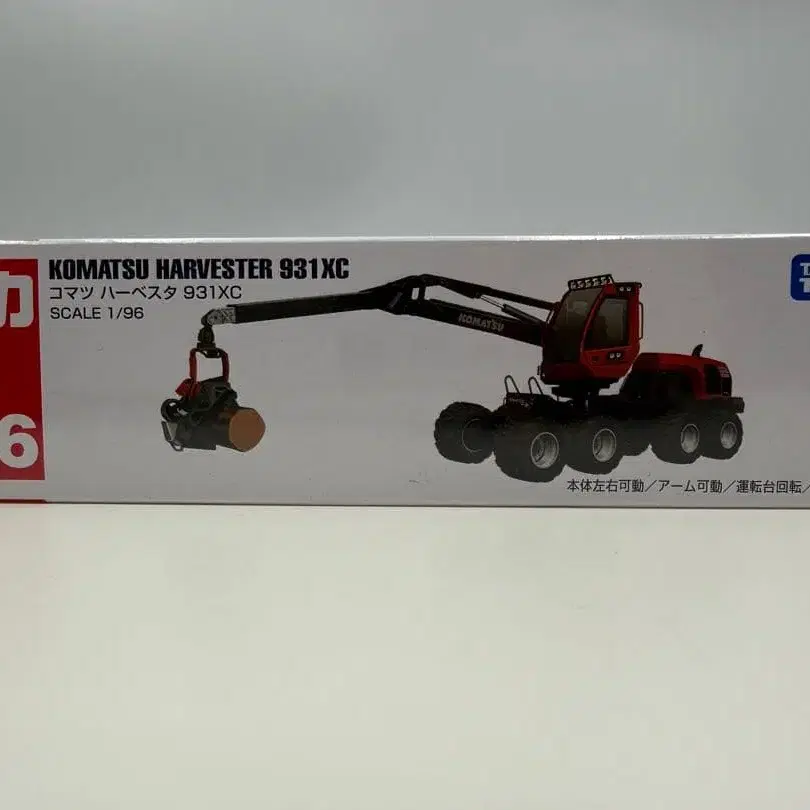 カ
KOMATSU HARVESTER 931XC
コマツ ハーベスタ 931XC
SCALE 1/96
6
KOMATSU
本体左右可動／アーム可動／運転台回転／